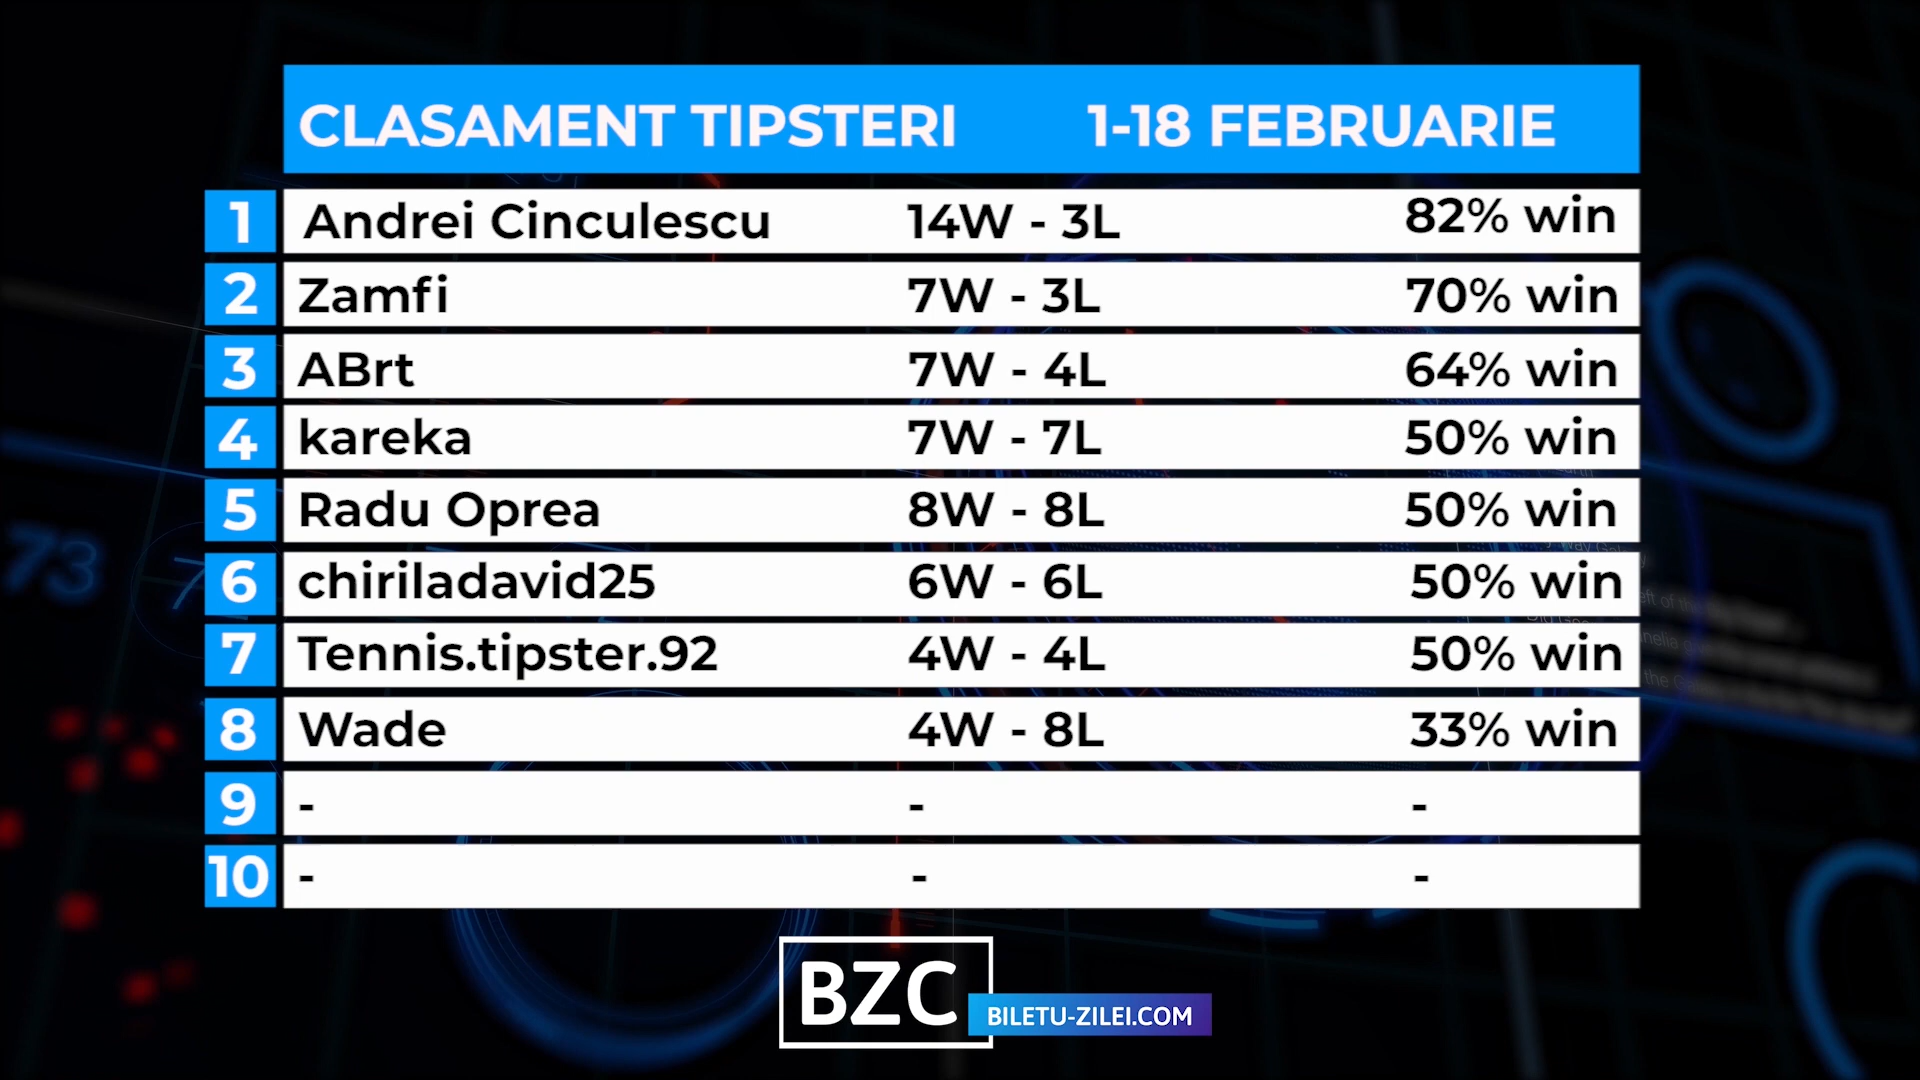 CLASAMENT TIPSTERI 1-18 FEBRUARIE
1 Andrei Cinculescu 14W - 3L 82% win
2 Zamfi 7W - 3L 70% win
3 ABrt 7W - 4L 64% win
4 kareka 7W - 7L 50% win
5 Radu Oprea 8W - 8L 50% win
6 chiriladavid25 6W - 6L 50% win
7 Tennis.tipster.92 4W - 4L 50% win
8 Wade 4W - 8L 33% win
9 - - -
10 - - -
73
BZC
BILETU-ZILEI.COM